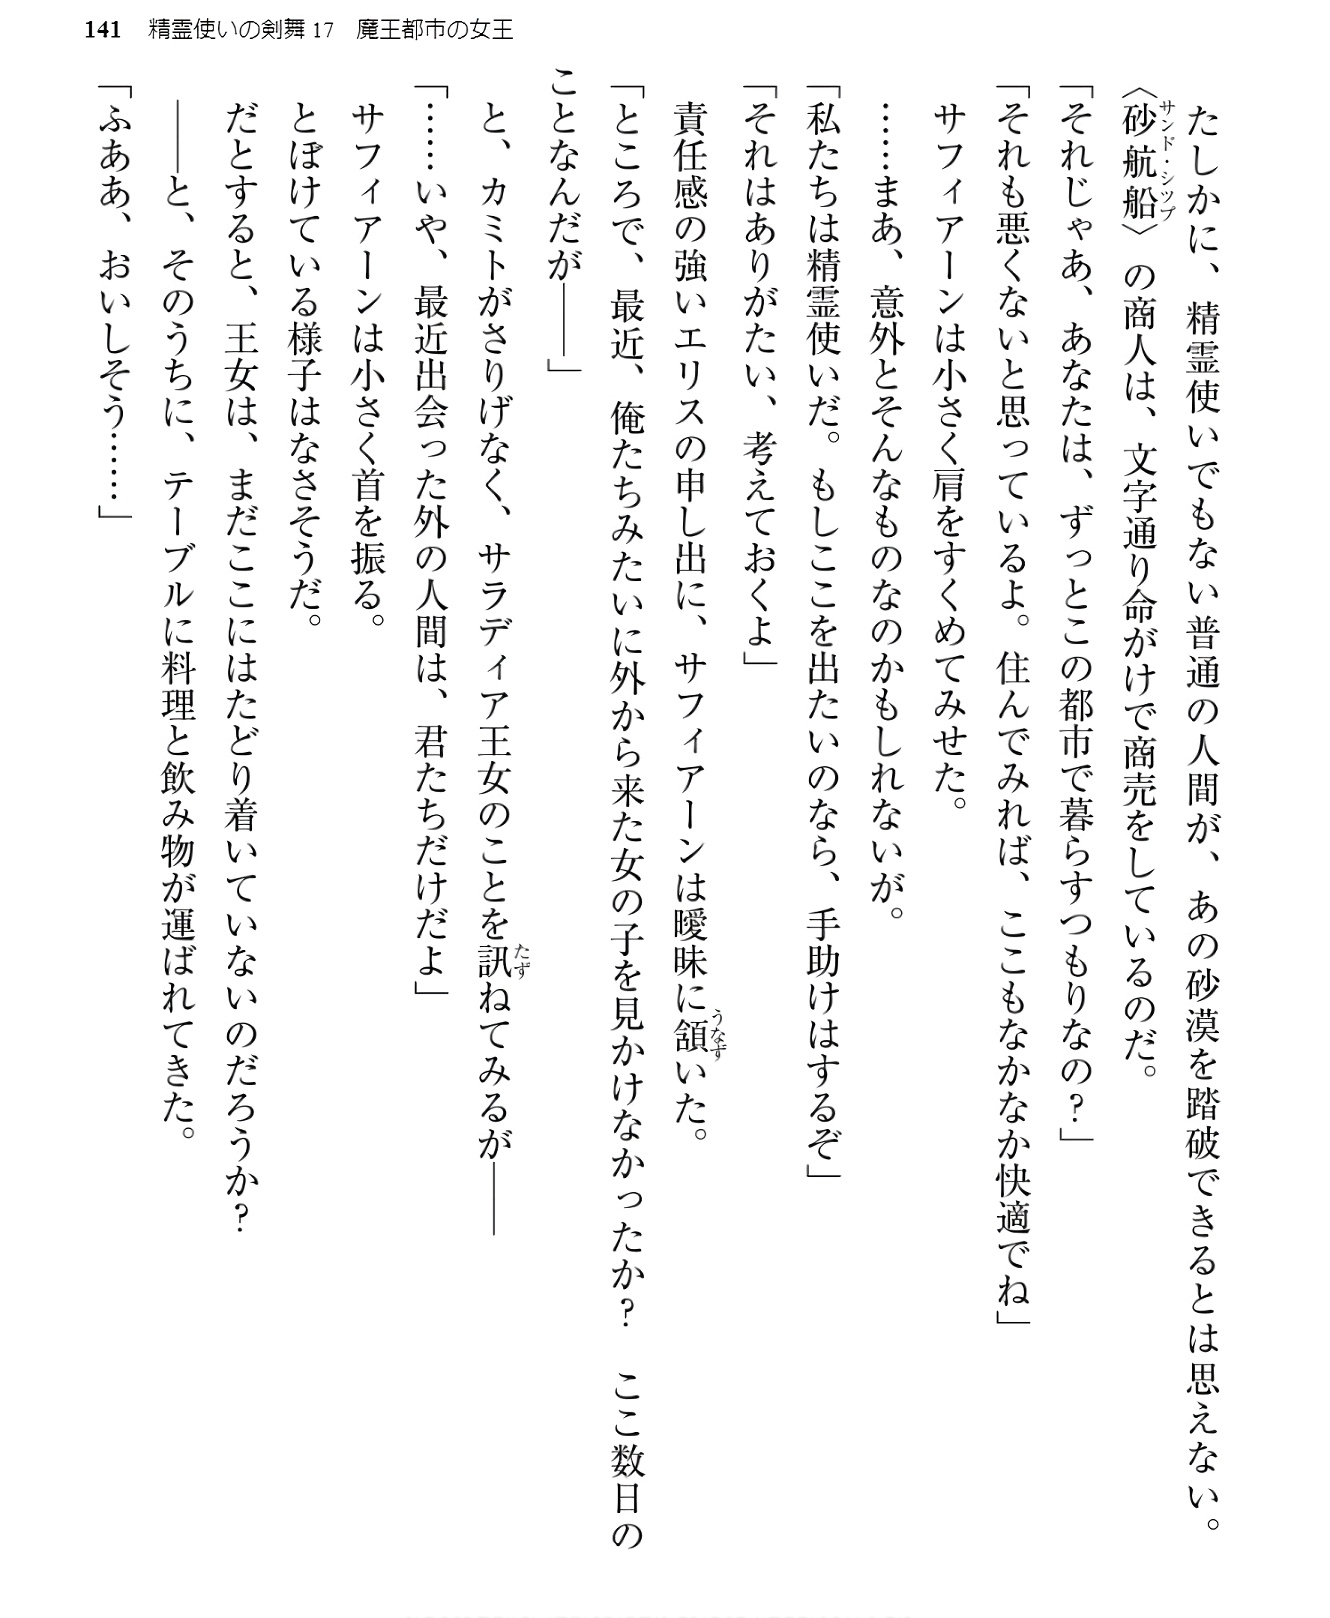 141 精霊使いの剣舞17 魔王都市の女王
たしかに、精霊使いでもない普通の人間が、あの砂漠を踏破できるとは思えない。
〈砂航船〉の商人は、文字通り命がけで商売をしているのだ。
サンド・シップ
「それじゃあ、あなたは、ずっとこの都市で暮らすつもりなの？」
「それも悪くないと思っているよ。住んでみれば、ここもなかなか快適でね」
サフィアーンは小さく肩をすくめてみせた。
……まあ、意外とそんなものなのかもしれないが。
「私たちは精霊使いだ。もしここを出たいのなら、手助けはするぞ」
「それはありがたい、考えておくよ」
責任感の強いエリスの申し出に、サフィアーンは曖昧に頷いた。
うなず
「ところで、最近、俺たちみたいに外から来た女の子を見かけなかったか？　ここ数日の
ことなんだが――」
と、カミトがさりげなく、サラディア王女のことを訊ねてみるが――
たず
「……いや、最近出会った外の人間は、君たちだけだよ」
サフィアーンは小さく首を振る。
とぼけている様子はなさそうだ。
だとすると、王女は、まだここにはたどり着いていないのだろうか？
――と、そのうちに、テーブルに料理と飲み物が運ばれてきた。
「ふああ、おいしそう……」